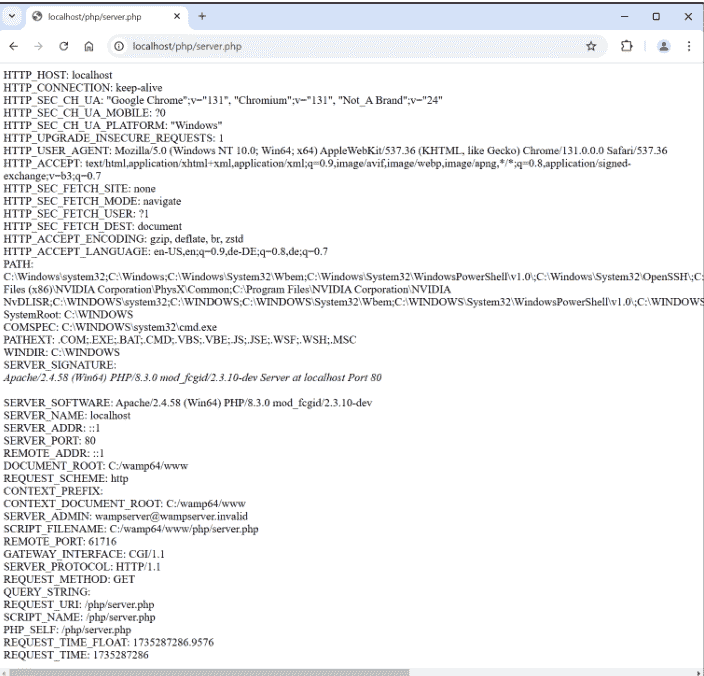 localhost/php/server.php
localhost/php/server.php
HTTP_HOST: localhost
HTTP_CONNECTION: keep-alive
HTTP_SEC_CH_UA: "Google Chrome";v="131", "Chromium";v="131", "Not_A Brand";v="24"
HTTP_SEC_CH_UA_MOBILE: ?0
HTTP_SEC_CH_UA_PLATFORM: "Windows"
HTTP_UPGRADE_INSECURE_REQUESTS: 1
HTTP_USER_AGENT: Mozilla/5.0 (Windows NT 10.0; Win64; x64) AppleWebKit/537.36 (KHTML, like Gecko) Chrome/131.0.0.0 Safari/537.36
HTTP_ACCEPT: text/html,application/xhtml+xml,application/xml;q=0.9,image/avif,image/webp,image/apng,*/*;q=0.8,application/signed-
exchange;v=b3;q=0.7
HTTP_SEC_FETCH_SITE: none
HTTP_SEC_FETCH_MODE: navigate
HTTP_SEC_FETCH_USER: ?1
HTTP_SEC_FETCH_DEST: document
HTTP_ACCEPT_ENCODING: gzip, deflate, br, zstd
HTTP_ACCEPT_LANGUAGE: en-US,en;q=0.9,de-DE;q=0.8,de;q=0.7
PATH:
C:\Windows\system32;C:\Windows;C:\Windows\System32\Wbem;C:\Windows\System32\WindowsPowerShell\v1.0\;C:\Windows\System32\OpenSSH\;C:
Files (x86)\NVIDIA Corporation\PhysX\Common;C:\Program Files\NVIDIA Corporation\NVIDIA
NvDLISR;C:\WINDOWS\system32;C:\WINDOWS;C:\WINDOWS\System32\Wbem;C:\WINDOWS\System32\WindowsPowerShell\v1.0\;C:\WINDOWS
SystemRoot: C:\WINDOWS
COMSPEC: C:\WINDOWS\system32\cmd.exe
PATHEXT: .COM;.EXE;.BAT;.CMD;.VBS;.VBE;.JS;.JSE;.WSF;.WSH;.MSC
WINDIR: C:\WINDOWS
SERVER_SIGNATURE:
Apache/2.4.58 (Win64) PHP/8.3.0 mod_fcgid/2.3.10-dev Server at localhost Port 80
SERVER_SOFTWARE: Apache/2.4.58 (Win64) PHP/8.3.0 mod_fcgid/2.3.10-dev
SERVER_NAME: localhost
SERVER_ADDR: ::1
SERVER_PORT: 80
REMOTE_ADDR: ::1
DOCUMENT_ROOT: C:/wamp64/www
REQUEST_SCHEME: http
CONTEXT_PREFIX:
CONTEXT_DOCUMENT_ROOT: C:/wamp64/www
SERVER_ADMIN: wampserver@wampserver.invalid
SCRIPT_FILENAME: C:/wamp64/www/php/server.php
REMOTE_PORT: 61716
GATEWAY_INTERFACE: CGI/1.1
SERVER_PROTOCOL: HTTP/1.1
REQUEST_METHOD: GET
QUERY_STRING:
REQUEST_URI: /php/server.php
SCRIPT_NAME: /php/server.php
PHP_SELF: /php/server.php
REQUEST_TIME_FLOAT: 1735287286.9576
REQUEST_TIME: 1735287286